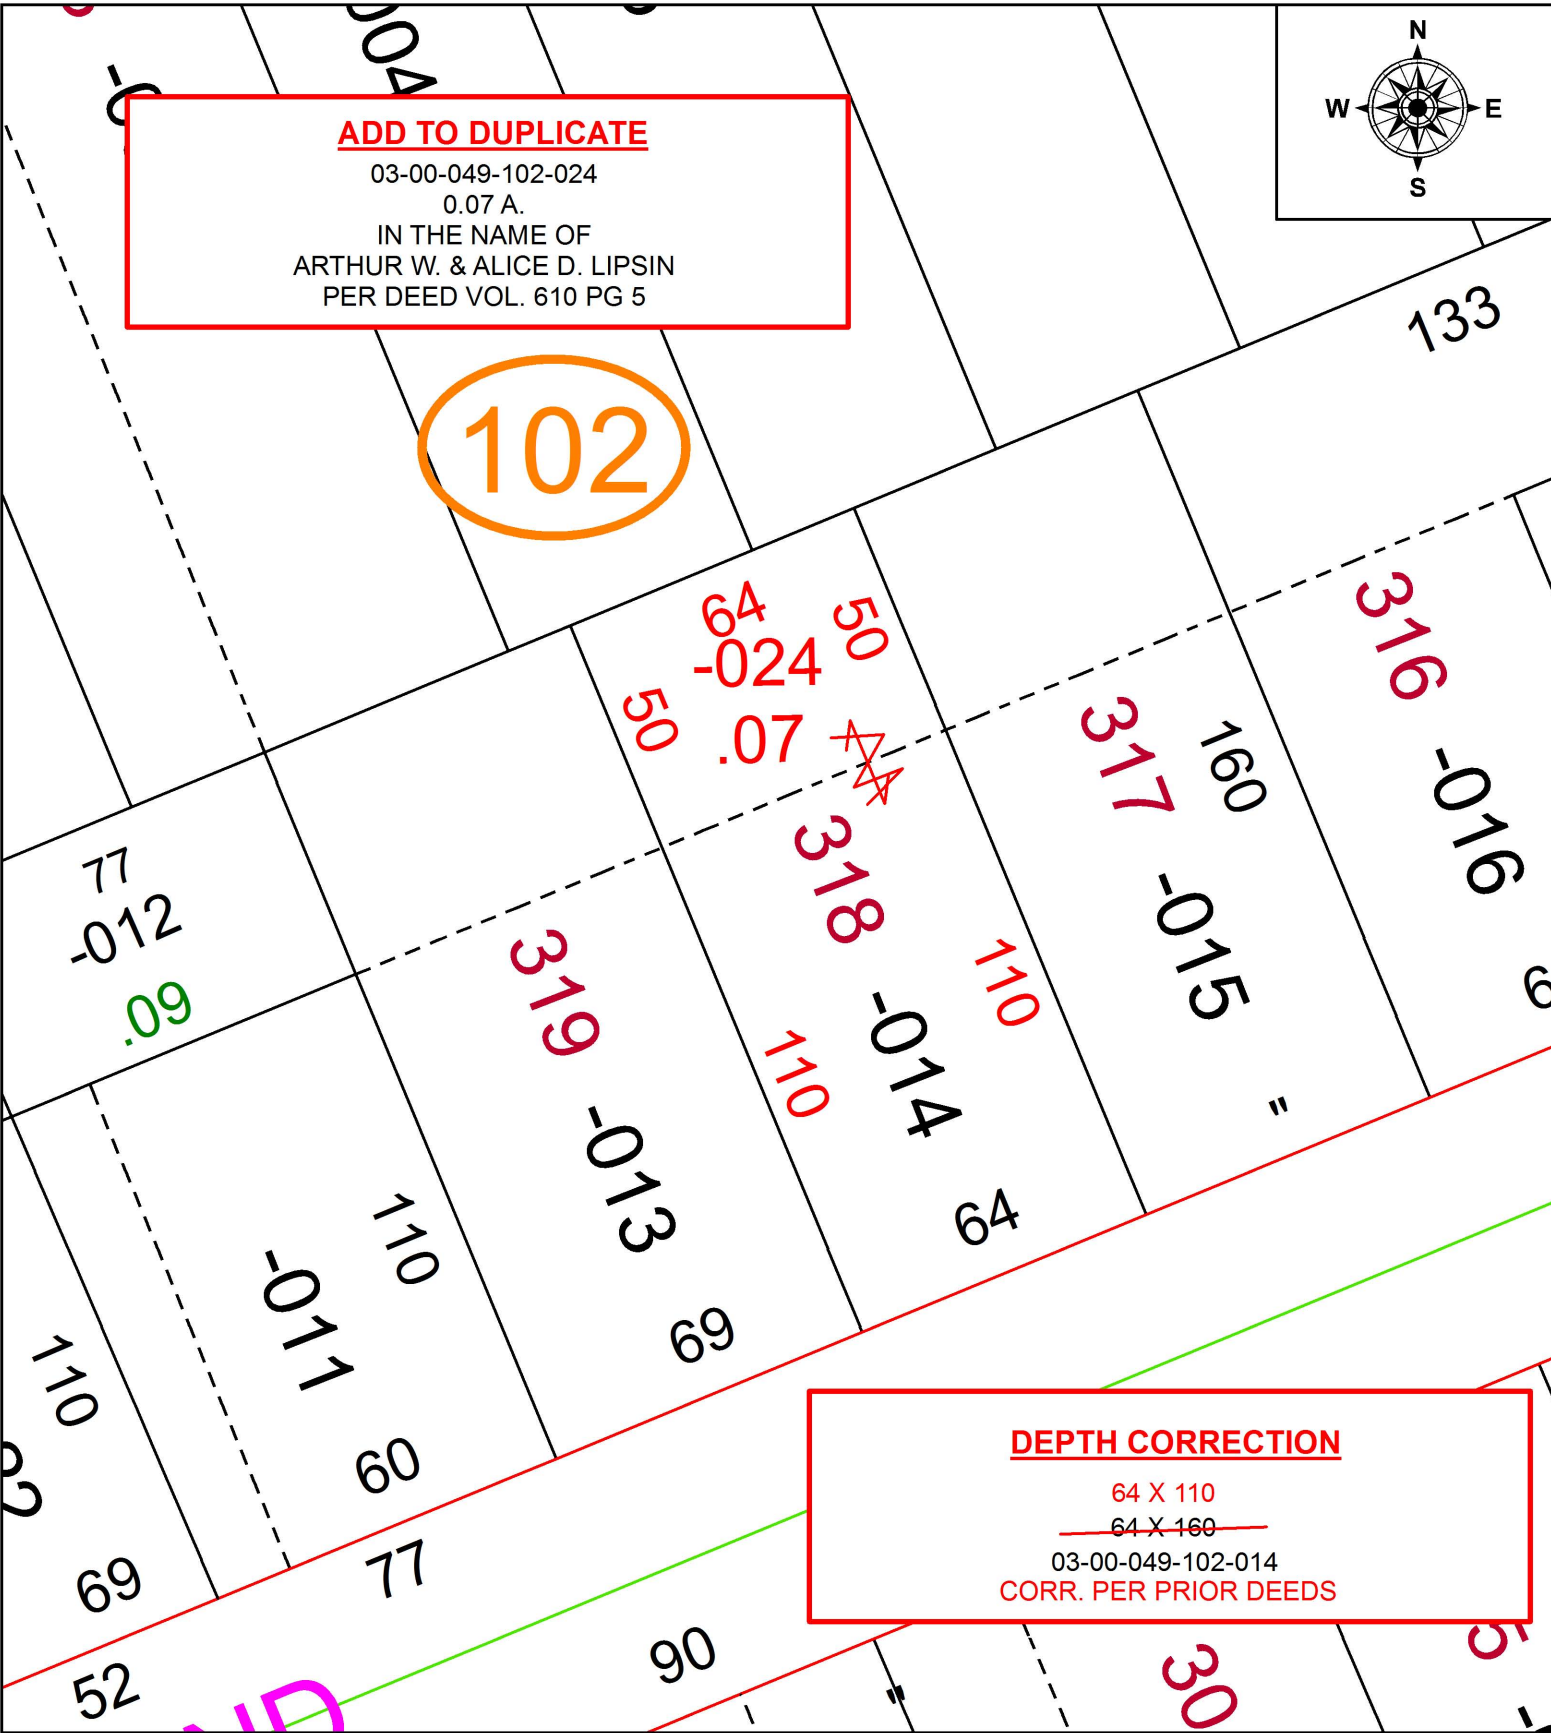 004
N
W
E
S
ADD TO DUPLICATE
03-00-049-102-024
0.07 A.
IN THE NAME OF
ARTHUR W. & ALICE D. LIPSIN
PER DEED VOL. 610 PG 5
133
102
64
50
-024
50
.07
316
317
160
-016
318
77
-012
.09
319
-015
110
-014
110
"
-013
64
110
-011
69
110
60
69
77
DEPTH CORRECTION
64 X 110
64 X 160
03-00-049-102-014
CORR. PER PRIOR DEEDS
90
52
"
30
ND